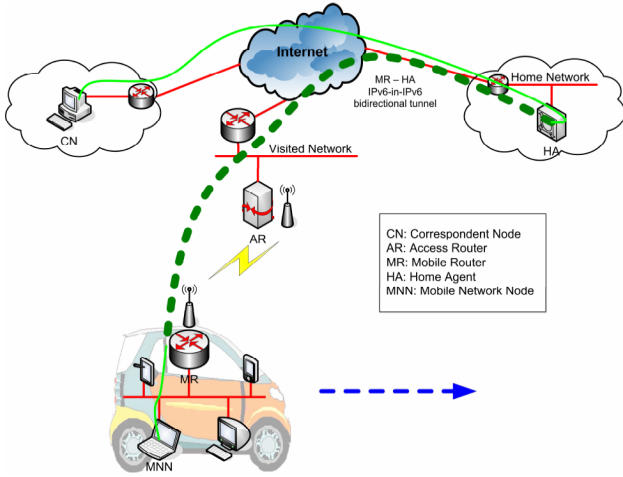 Internet
MR – HA
IPv6-in-IPv6
bidirectional tunnel
Home Network
CN
HA
Visited Network
AR
CN: Correspondent Node
AR: Access Router
MR: Mobile Router
HA: Home Agent
MNN: Mobile Network Node
MR
MNN